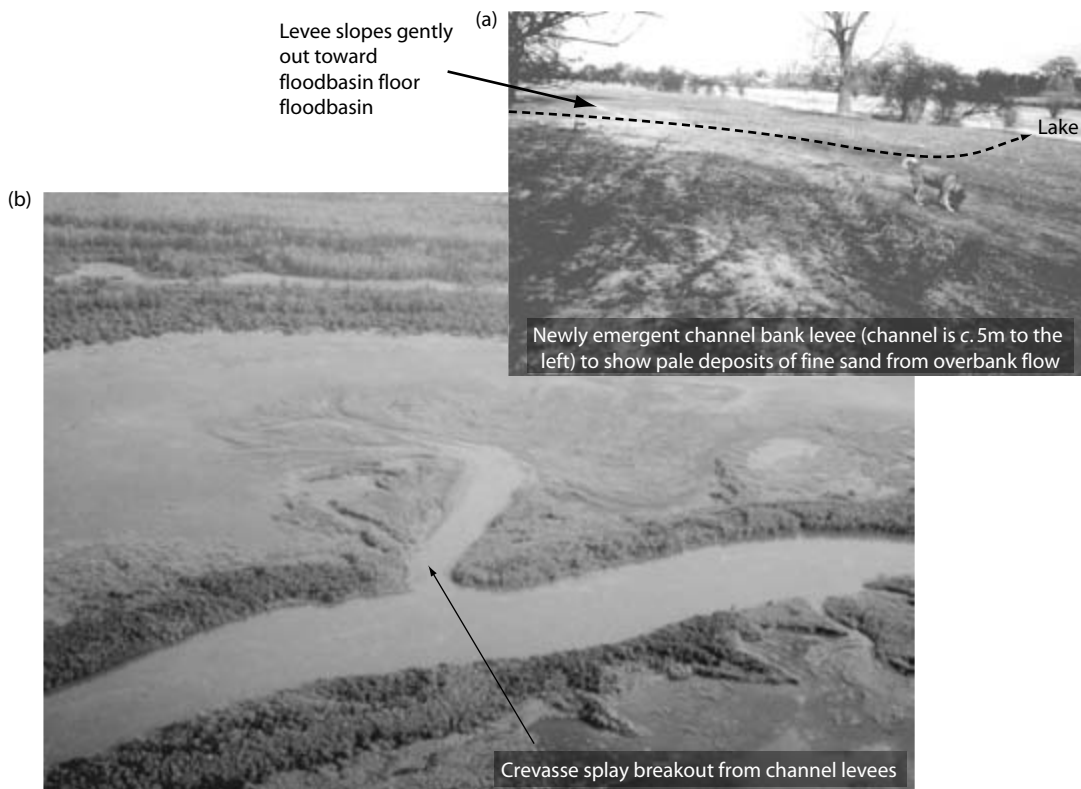 (a)
Levee slopes gently
out toward
floodbasin floor
floodbasin
Lake
Newly emergent channel bank levee (channel is c. 5m to the
left) to show pale deposits of fine sand from overbank flow
(b)
Crevasse splay breakout from channel levees